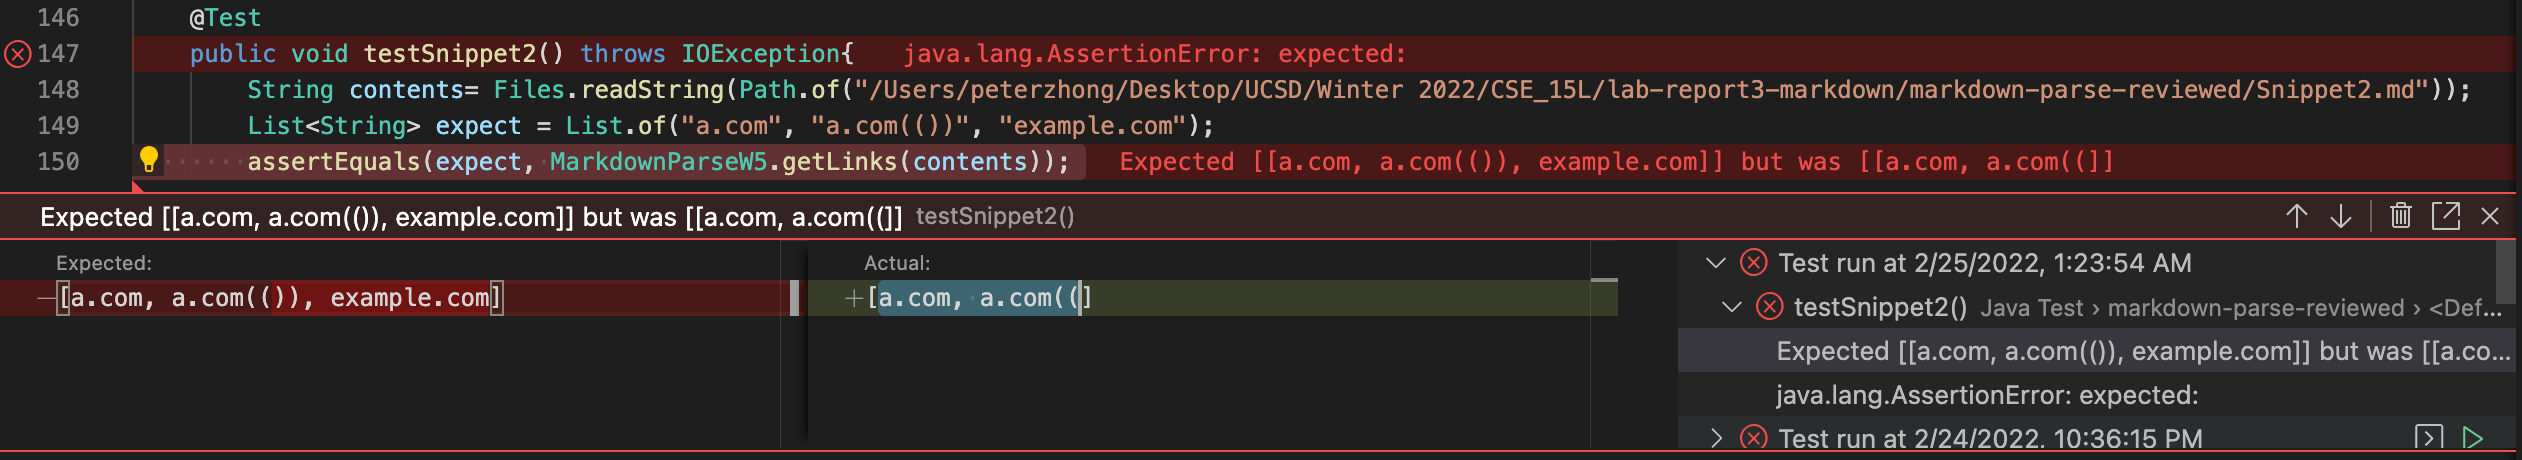 146 @Test
147 public void testSnippet2() throws IOException{ java.lang.AssertionError: expected:
148 String contents= Files.readString(Path.of("/Users/peterzhong/Desktop/UCSD/Winter 2022/CSE_15L/lab-report3-markdown/markdown-parse-reviewed/Snippet2.md"));
149 List<String> expect = List.of("a.com", "a.com(())", "example.com");
150 assertEquals(expect, MarkdownParseW5.getLinks(contents)); Expected [[a.com, a.com(()), example.com]] but was [[a.com, a.com((]]
Expected [[a.com, a.com(()), example.com]] but was [[a.com, a.com((]] testSnippet2()
Expected:
[a.com, a.com(()), example.com]
Actual:
[a.com, a.com((]
Test run at 2/25/2022, 1:23:54 AM
testSnippet2() Java Test › markdown-parse-reviewed › <Def...
Expected [[a.com, a.com(()), example.com]] but was [[a.co...
java.lang.AssertionError: expected:
Test run at 2/24/2022, 10:36:15 PM